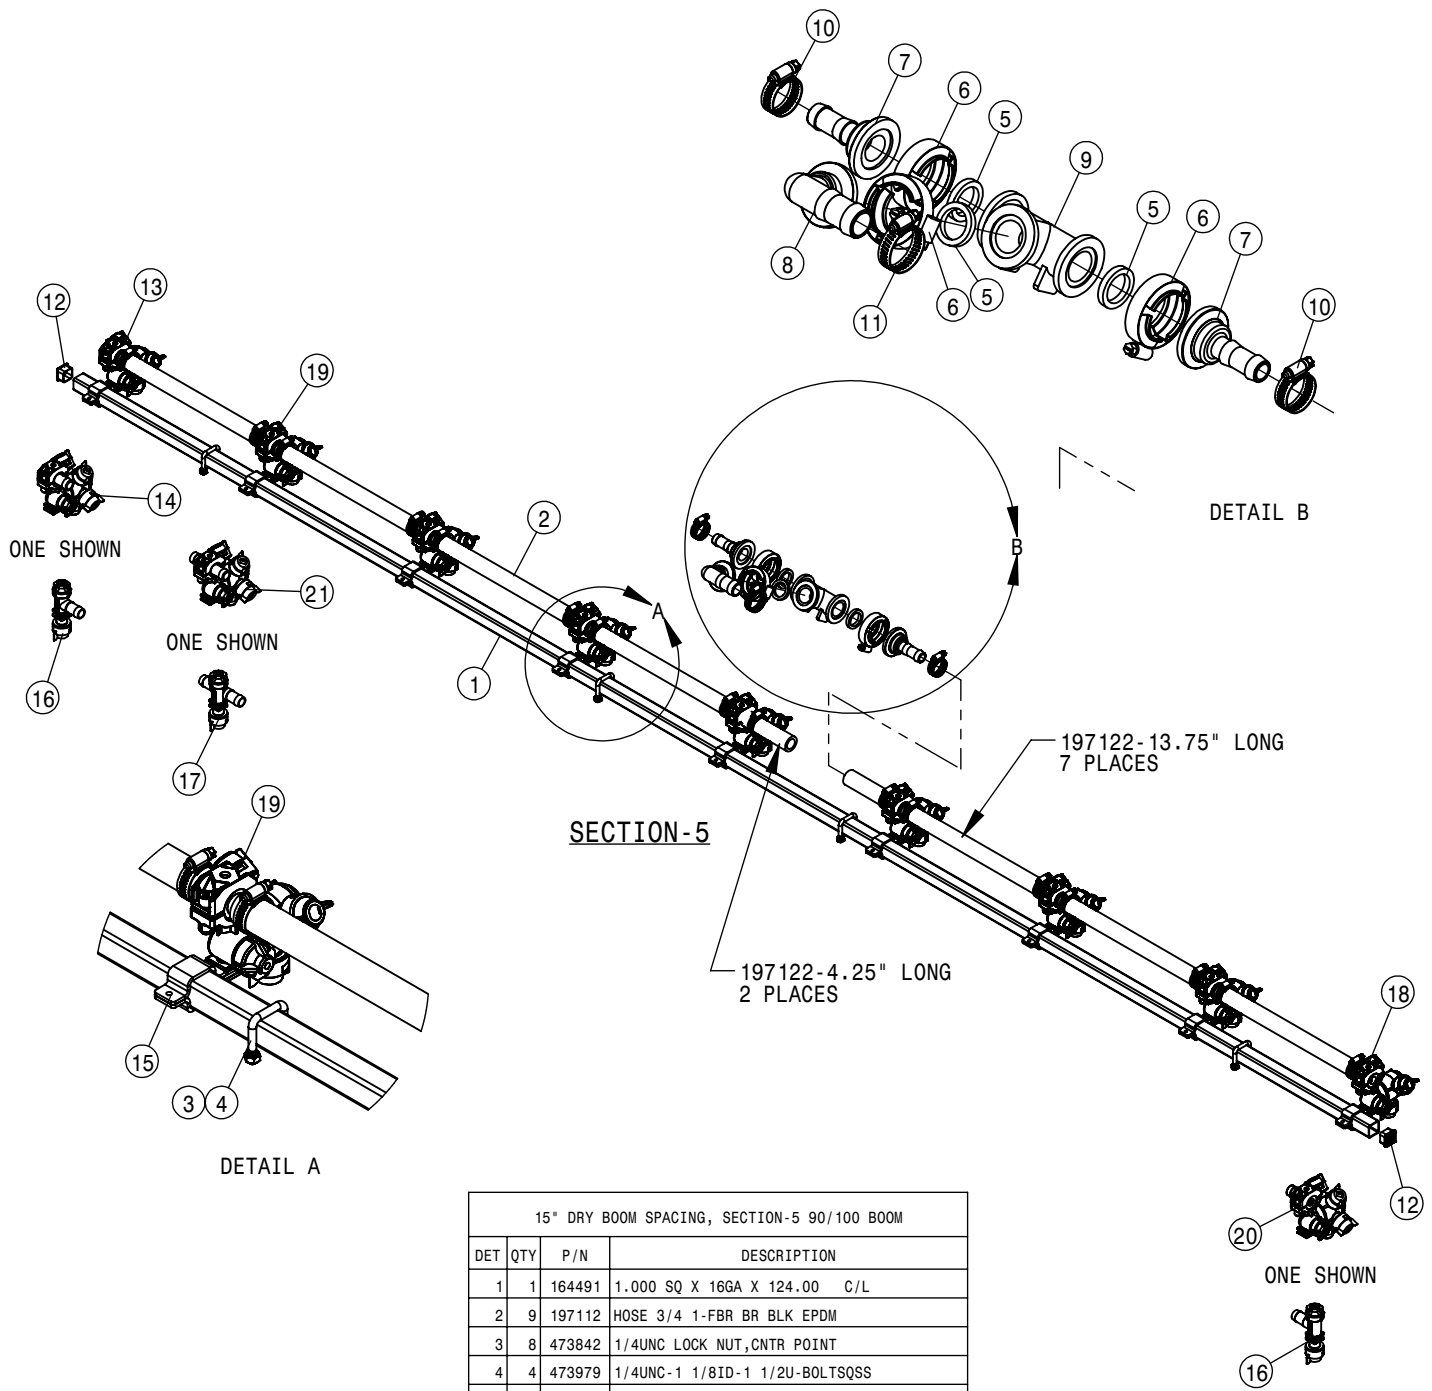 10
7
6
5
9
5
6
7
10
8
11
6
5
12
13
19
14
ONE SHOWN
2
DETAIL B
B
A
21
ONE SHOWN
16
1
17
197122-13.75" LONG
7 PLACES
SECTION-5
19
197122-4.25" LONG
2 PLACES
18
15
3
4
DETAIL A
12
20
ONE SHOWN
16
15" DRY BOOM SPACING, SECTION-5 90/100 BOOM
DET QTY P/N DESCRIPTION
1 1 164491 1.000 SQ X 16GA X 124.00 C/L
2 9 197112 HOSE 3/4 1-FBR BR BLK EPDM
3 8 473842 1/4UNC LOCK NUT,CNTR POINT
4 4 473979 1/4UNC-1 1/8ID-1 1/2U-BOLTSQSS